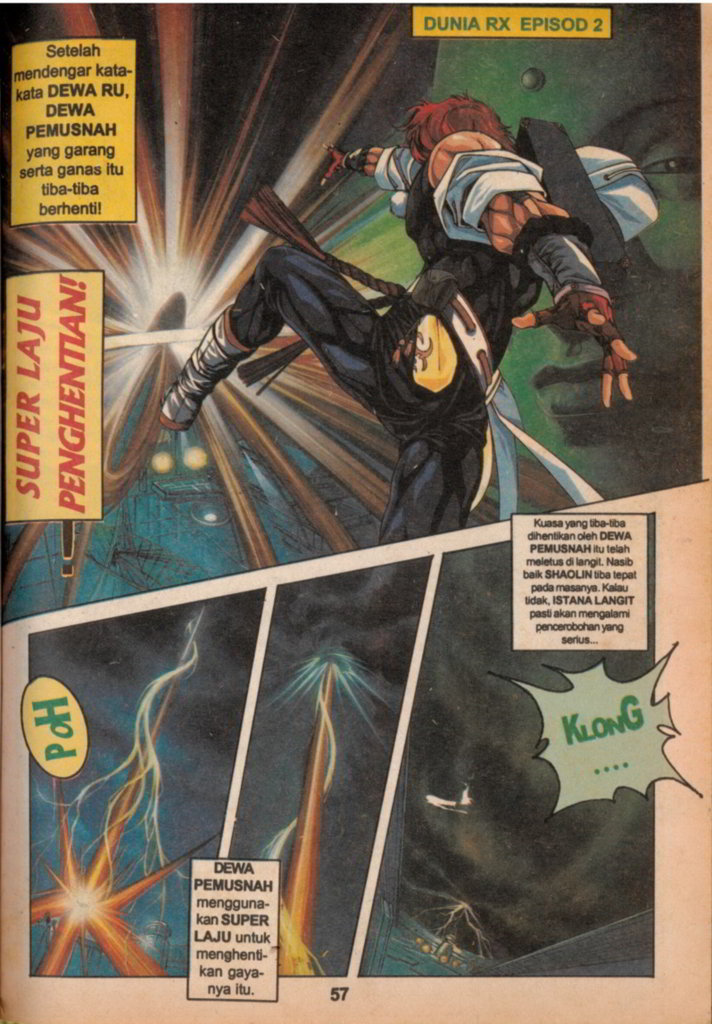 DUNIA RX EPISOD 2
Setelah
mendengar kata-
kata DEWA RU,
DEWA
PEMUSNAH
yang garang
serta ganas itu
tiba-tiba
berhenti!
SUPER LAJU
PENGHENTIAN!
Kuasa yang tiba-tiba
dihentikan oleh DEWA
PEMUSNAH itu telah
meletus di langit. Nasib
baik SHAOLIN tiba tepat
pada masanya. Kalau
tidak, ISTANA LANGIT
pasti akan mengalami
pencerobohan yang
serius...
PdH
KLONG
....
DEWA
PEMUSNAH
mengguna-
kan SUPER
LAJU untuk
menghenti-
kan gaya-
nya itu.
57